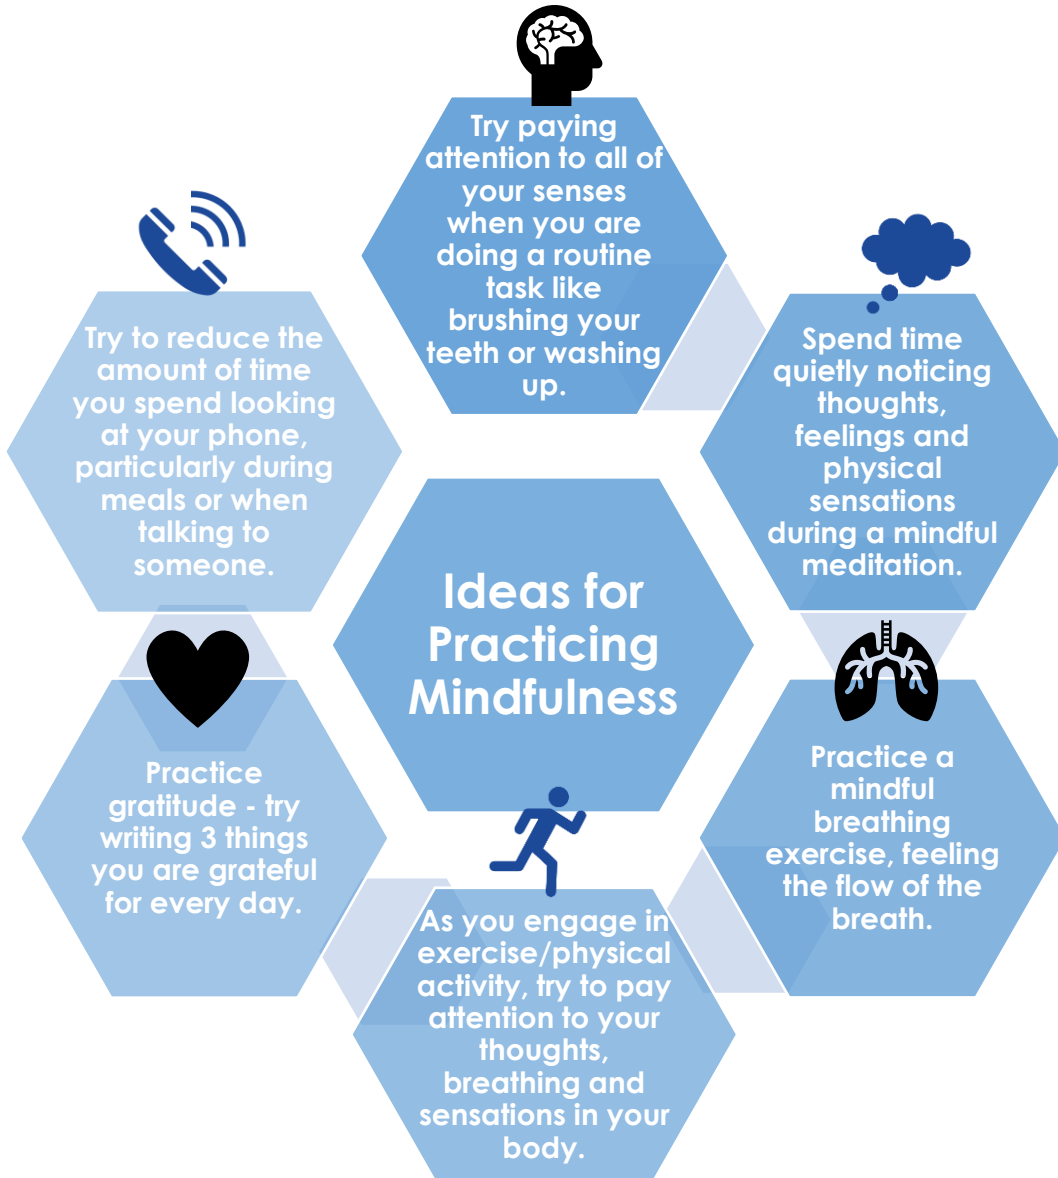 Try paying
attention to all of
your senses
when you are
doing a routine
task like
brushing your
teeth or washing
up.
Spend time
quietly noticing
thoughts,
feelings and
physical
sensations
during a mindful
meditation.
Practice a
mindful
breathing
exercise, feeling
the flow of the
breath.
As you engage in
exercise/physical
activity, try to pay
attention to your
thoughts,
breathing and
sensations in your
body.
Practice
gratitude - try
writing 3 things
you are grateful
for every day.
Try to reduce the
amount of time
you spend looking
at your phone,
particularly during
meals or when
talking to
someone.
Ideas for
Practicing
Mindfulness